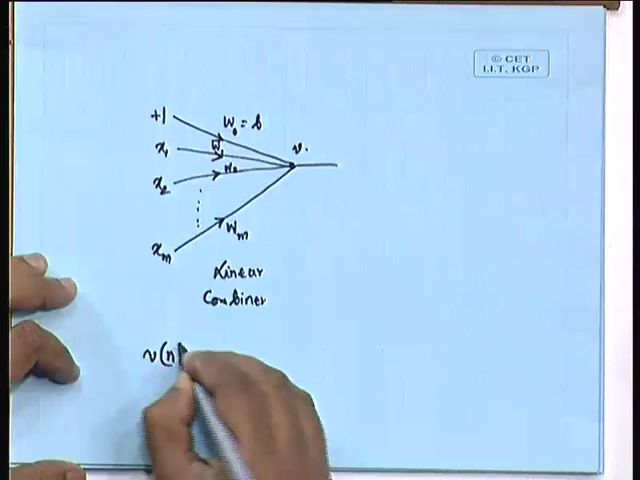 © CET
I.I.T. KGP
+1
w₀ = b
x₁
w₁
v.
x₂
w₂
xₘ
wₘ
Linear
Combiner
v(n)